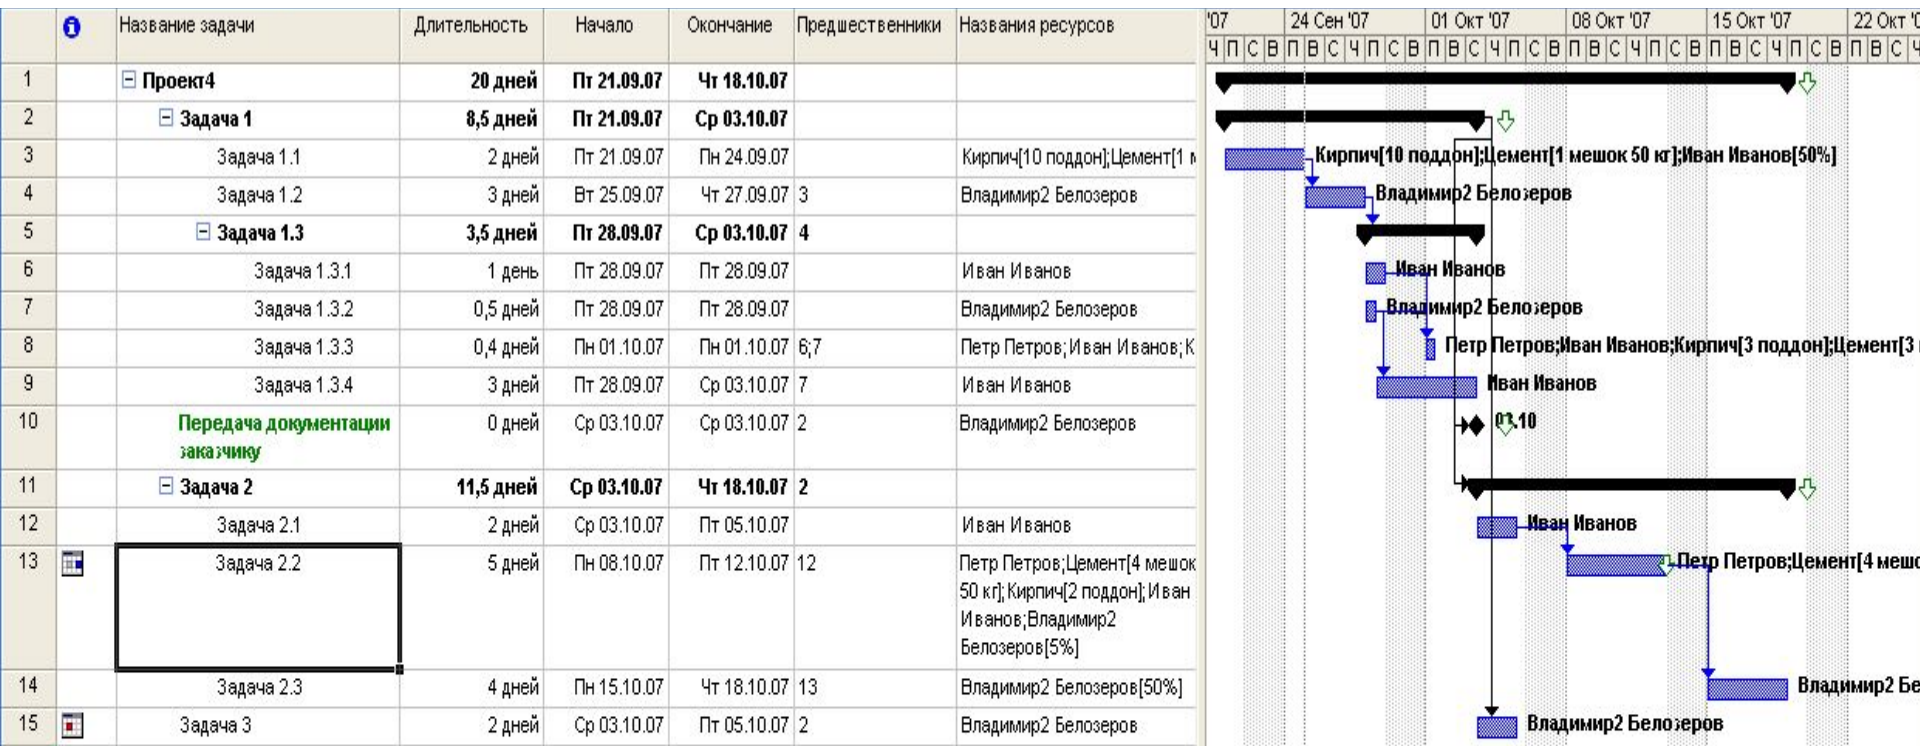 Название задачи Длительность Начало Окончание Предшественники Названия ресурсов '07 24 Сен '07 01 Окт '07 08 Окт '07 15 Окт '07 22 Окт '0
Ч П С В П В С Ч П С В П В С Ч П С В П В С Ч П С В П В С Ч П С В П В С Ч
1 Проект4 20 дней Пт 21.09.07 Чт 18.10.07
2 Задача 1 8,5 дней Пт 21.09.07 Ср 03.10.07
3 Задача 1.1 2 дней Пт 21.09.07 Пн 24.09.07 Кирпич[10 поддон];Цемент[1 м Кирпич[10 поддон];Цемент[1 мешок 50 кг];Иван Иванов[50%]
4 Задача 1.2 3 дней Вт 25.09.07 Чт 27.09.07 3 Владимир2 Белозеров Владимир2 Белозеров
5 Задача 1.3 3,5 дней Пт 28.09.07 Ср 03.10.07 4
6 Задача 1.3.1 1 день Пт 28.09.07 Пт 28.09.07 Иван Иванов Иван Иванов
7 Задача 1.3.2 0,5 дней Пт 28.09.07 Пт 28.09.07 Владимир2 Белозеров Владимир2 Белозеров
8 Задача 1.3.3 0,4 дней Пн 01.10.07 Пн 01.10.07 6;7 Петр Петров;Иван Иванов;К Петр Петров;Иван Иванов;Кирпич[3 поддон];Цемент[3
9 Задача 1.3.4 3 дней Пт 28.09.07 Ср 03.10.07 7 Иван Иванов Иван Иванов
10 Передача документации 0 дней Ср 03.10.07 Ср 03.10.07 2 Владимир2 Белозеров 03.10
заказчику
11 Задача 2 11,5 дней Ср 03.10.07 Чт 18.10.07 2
12 Задача 2.1 2 дней Ср 03.10.07 Пт 05.10.07 Иван Иванов Иван Иванов
13 Задача 2.2 5 дней Пн 08.10.07 Пт 12.10.07 12 Петр Петров;Цемент[4 мешок Петр Петров;Цемент[4 мешо
50 кг];Кирпич[2 поддон];Иван
Иванов;Владимир2
Белозеров[5%]
14 Задача 2.3 4 дней Пн 15.10.07 Чт 18.10.07 13 Владимир2 Белозеров[50%] Владимир2 Бе
15 Задача 3 2 дней Ср 03.10.07 Пт 05.10.07 2 Владимир2 Белозеров Владимир2 Белозеров